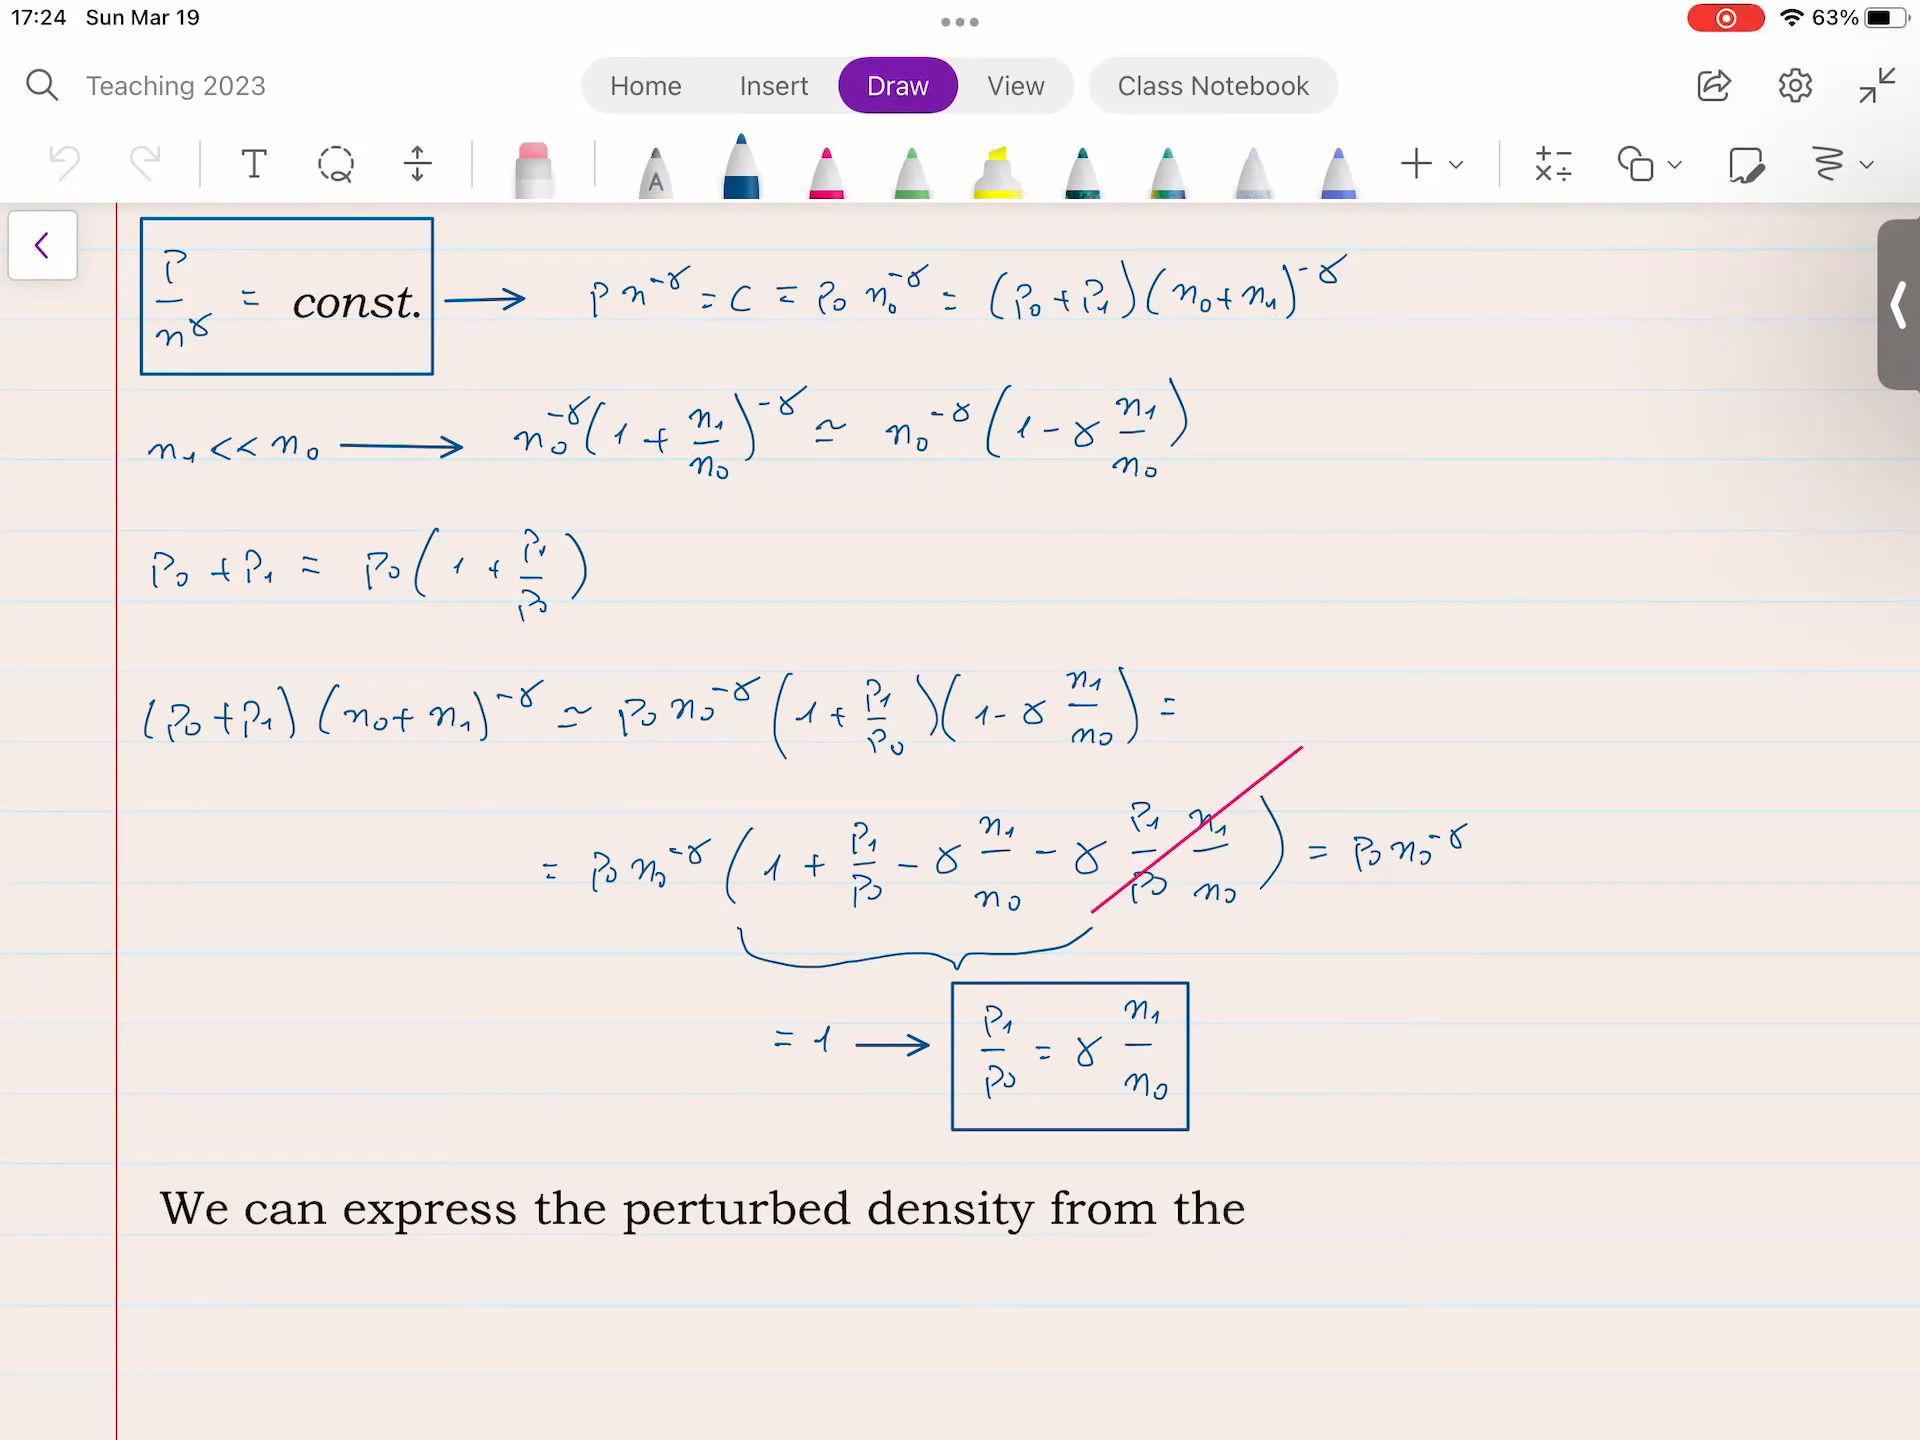 17:24 Sun Mar 19 63%
Teaching 2023 Home Insert Draw View Class Notebook
T A
p/n^γ = const. → p n^-γ = C = p₀ n₀^-γ = (p₀ + p₁)(n₀ + n₁)^-γ
n₁ << n₀ → n₀^-γ (1 + n₁/n₀)^-γ ≃ n₀^-γ (1 - γ n₁/n₀)
p₀ + p₁ = p₀ (1 + p₁/p₀)
(p₀ + p₁)(n₀ + n₁)^-γ ≃ p₀ n₀^-γ (1 + p₁/p₀)(1 - γ n₁/n₀) =
= p₀ n₀^-γ (1 + p₁/p₀ - γ n₁/n₀ - γ p₁/p₀ n₁/n₀) = p₀ n₀^-γ
= 1 → p₁/p₀ = γ n₁/n₀
We can express the perturbed density from the